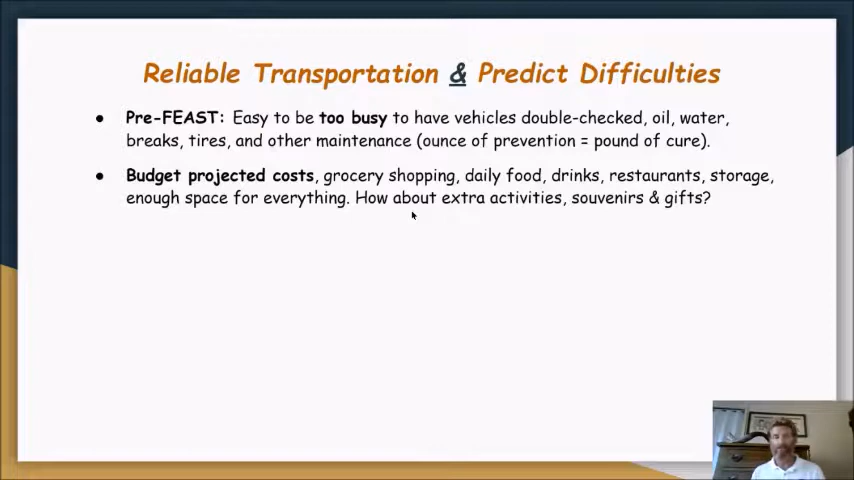 Reliable Transportation & Predict Difficulties
● Pre-FEAST: Easy to be too busy to have vehicles double-checked, oil, water,
breaks, tires, and other maintenance (ounce of prevention = pound of cure).
● Budget projected costs, grocery shopping, daily food, drinks, restaurants, storage,
enough space for everything. How about extra activities, souvenirs & gifts?